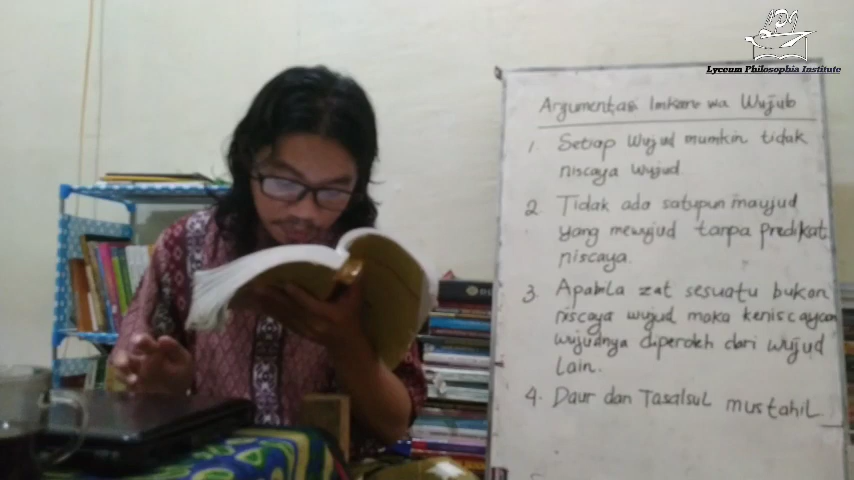 Lyceum Philosophia Institute
Argumentasi Imkan wa Wujub
1. Setiap Wujud mumkin tidak
niscaya wujud
2. Tidak ada satupun maujud
yang mewujud tanpa Predikat
niscaya.
3. Apabila zat sesuatu bukan
niscaya wujud maka keniscayaan
wujudnya diperoleh dari wujud
Lain.
4. Daur dan Tasalsul mustahil.